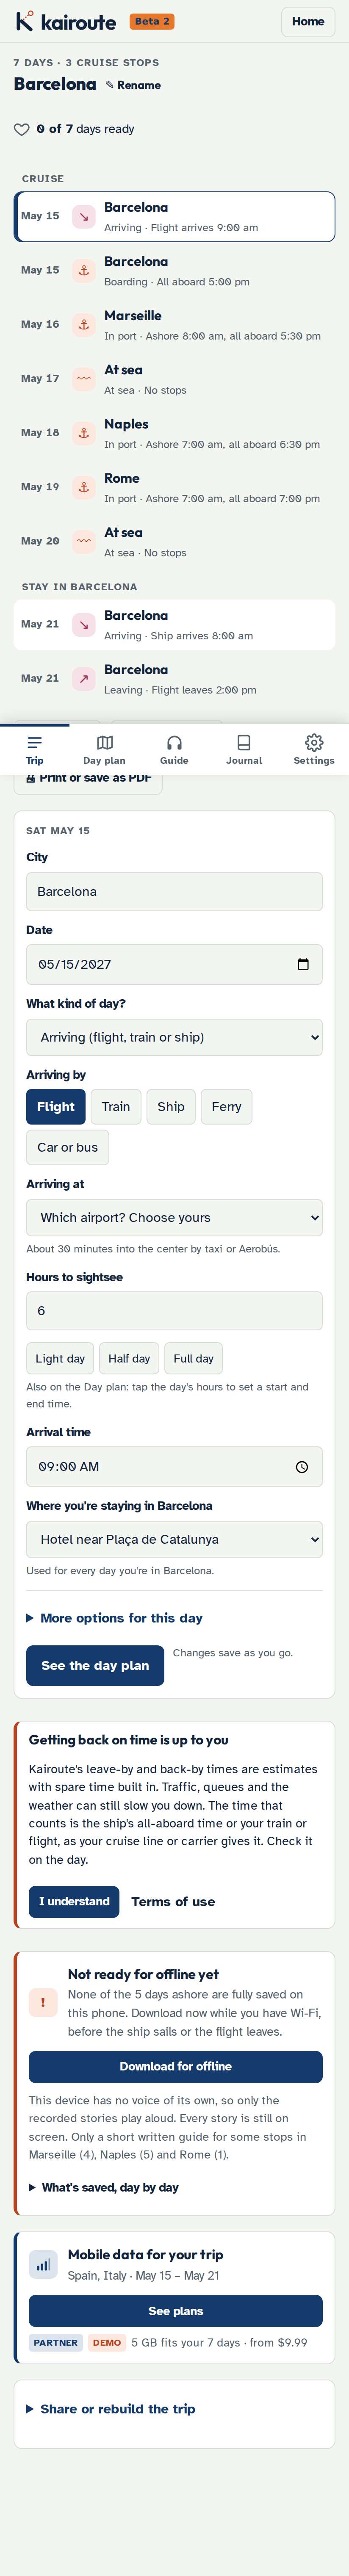 kairoute
Beta 2
Home
7 DAYS · 3 CRUISE STOPS
Barcelona
✎ Rename
0 of 7 days ready
CRUISE
May 15
Barcelona
Arriving · Flight arrives 9:00 am
May 15
Barcelona
Boarding · All aboard 5:00 pm
May 16
Marseille
In port · Ashore 8:00 am, all aboard 5:30 pm
May 17
At sea
At sea · No stops
May 18
Naples
In port · Ashore 7:00 am, all aboard 6:30 pm
May 19
Rome
In port · Ashore 7:00 am, all aboard 7:00 pm
May 20
At sea
At sea · No stops
STAY IN BARCELONA
May 21
Barcelona
Arriving · Ship arrives 8:00 am
May 21
Barcelona
Leaving · Flight leaves 2:00 pm
Trip
Day plan
Guide
Journal
Settings
Print or save as PDF
SAT MAY 15
City
Barcelona
Date
05/15/2027
What kind of day?
Arriving (flight, train or ship)
Arriving by
Flight
Train
Ship
Ferry
Car or bus
Arriving at
Which airport? Choose yours
About 30 minutes into the center by taxi or Aerobús.
Hours to sightsee
6
Light day
Half day
Full day
Also on the Day plan: tap the day's hours to set a start and
end time.
Arrival time
09:00 AM
Where you're staying in Barcelona
Hotel near Plaça de Catalunya
Used for every day you're in Barcelona.
More options for this day
See the day plan
Changes save as you go.
Getting back on time is up to you
Kairoute's leave-by and back-by times are estimates
with spare time built in. Traffic, queues and the
weather can still slow you down. The time that
counts is the ship's all-aboard time or your train or
flight, as your cruise line or carrier gives it. Check it
on the day.
I understand
Terms of use
!
Not ready for offline yet
None of the 5 days ashore are fully saved on
this phone. Download now while you have Wi-Fi,
before the ship sails or the flight leaves.
Download for offline
This device has no voice of its own, so only the
recorded stories play aloud. Every story is still on
screen. Only a short written guide for some stops in
Marseille (4), Naples (5) and Rome (1).
What's saved, day by day
Mobile data for your trip
Spain, Italy · May 15 – May 21
See plans
PARTNER
DEMO
5 GB fits your 7 days · from $9.99
Share or rebuild the trip